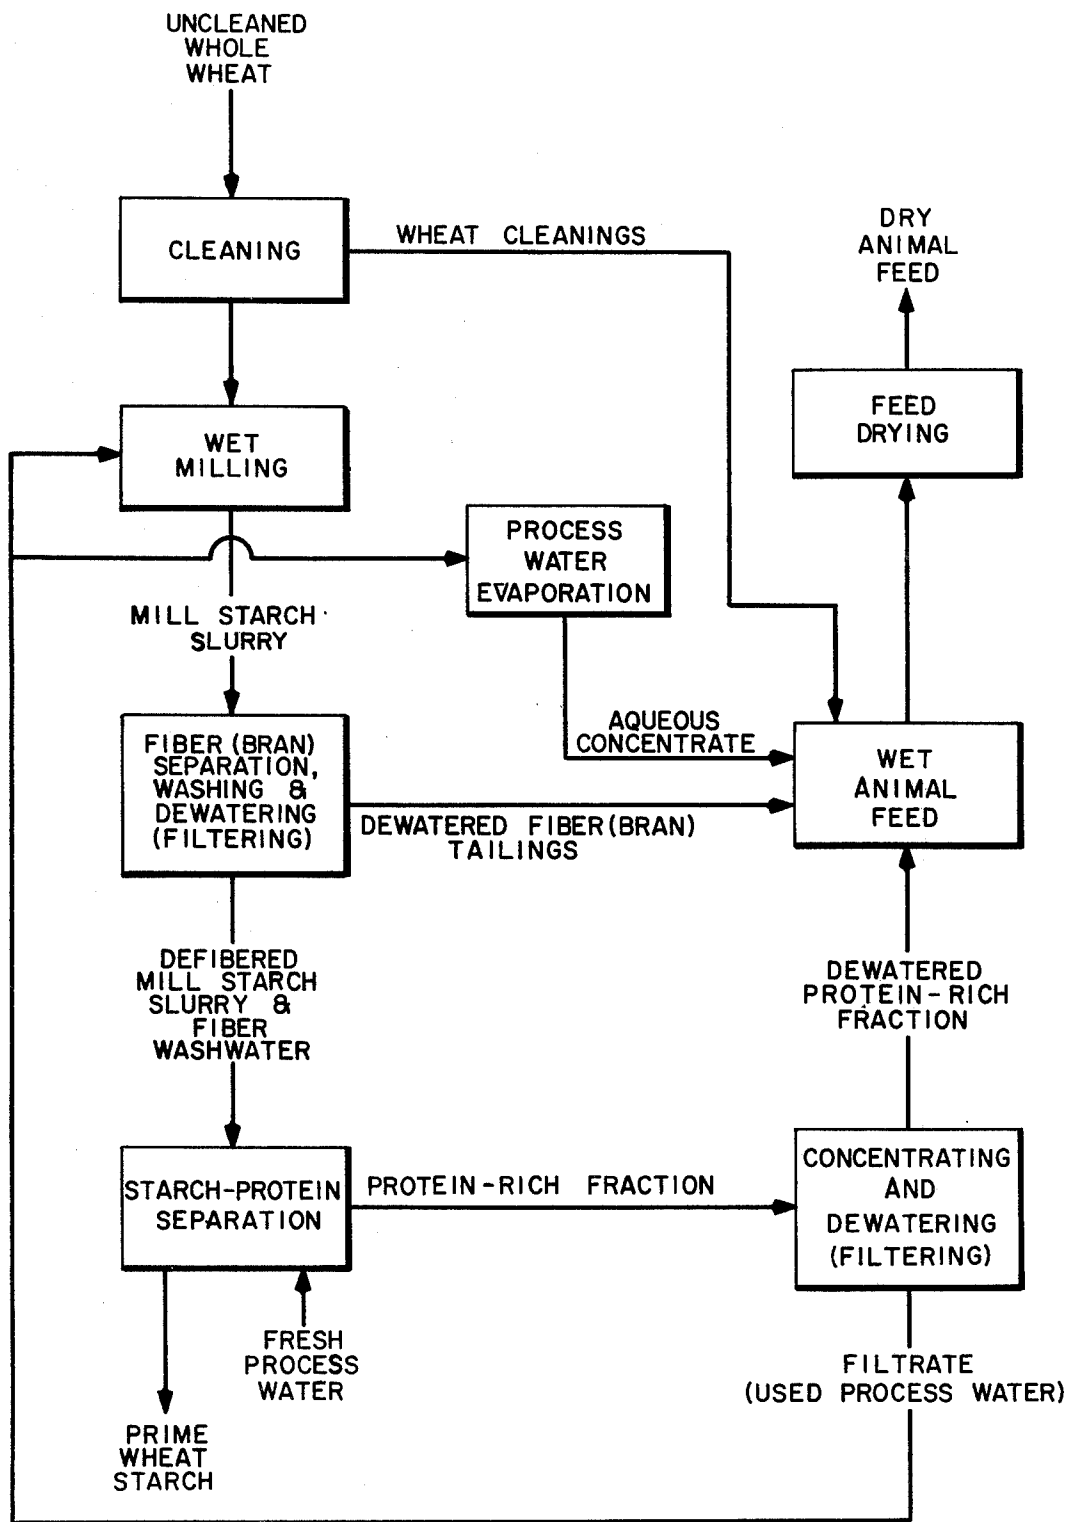 UNCLEANED
WHOLE
WHEAT
CLEANING
WHEAT CLEANINGS
DRY
ANIMAL
FEED
FEED
DRYING
WET
MILLING
PROCESS
WATER
EVAPORATION
MILL STARCH
SLURRY
AQUEOUS
CONCENTRATE
FIBER (BRAN)
SEPARATION,
WASHING &
DEWATERING
(FILTERING)
DEWATERED FIBER (BRAN)
TAILINGS
WET
ANIMAL
FEED
DEFIBERED
MILL STARCH
SLURRY &
FIBER
WASHWATER
DEWATERED
PROTEIN-RICH
FRACTION
STARCH-PROTEIN
SEPARATION
PROTEIN-RICH FRACTION
CONCENTRATING
AND
DEWATERING
(FILTERING)
FRESH
PROCESS
WATER
FILTRATE
(USED PROCESS WATER)
PRIME
WHEAT
STARCH